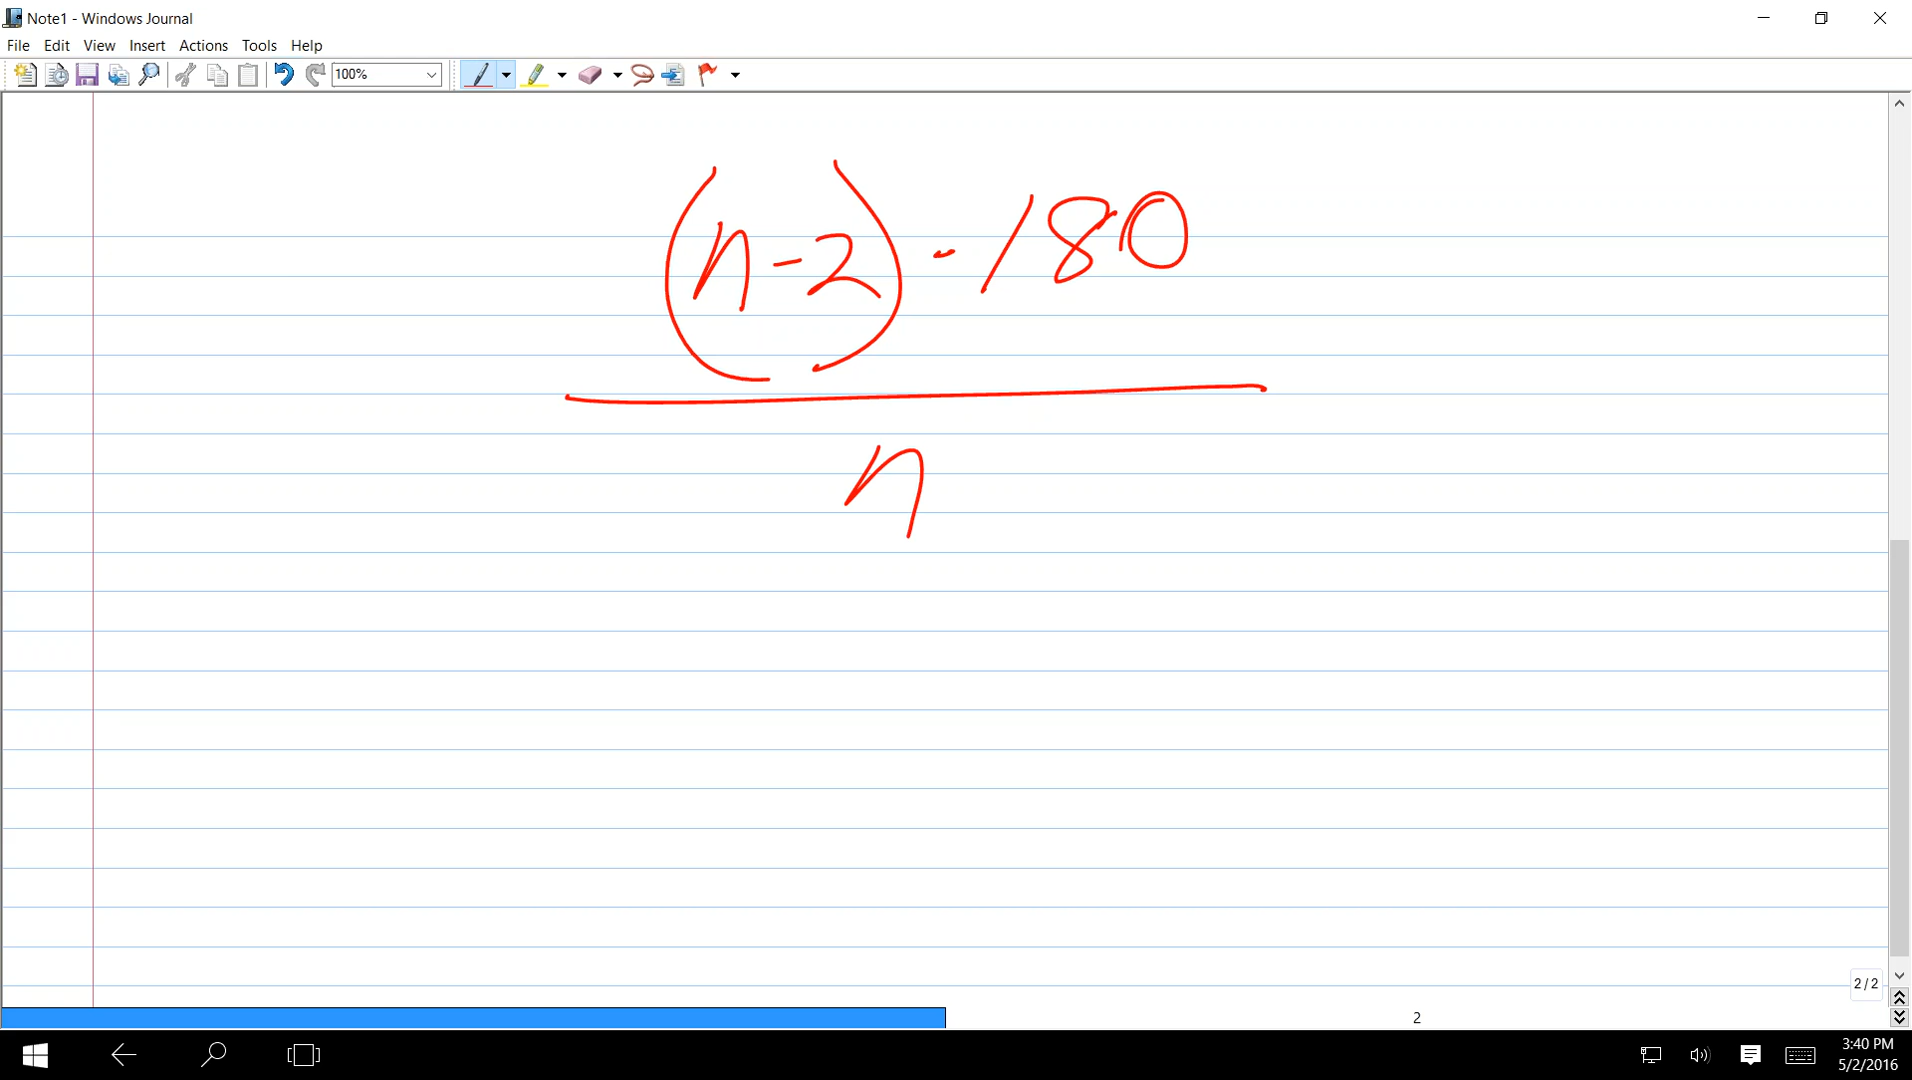 Note1 - Windows Journal
File Edit View Insert Actions Tools Help
100%
(n-2) · 180
n
2 / 2
2
3:40 PM
5/2/2016